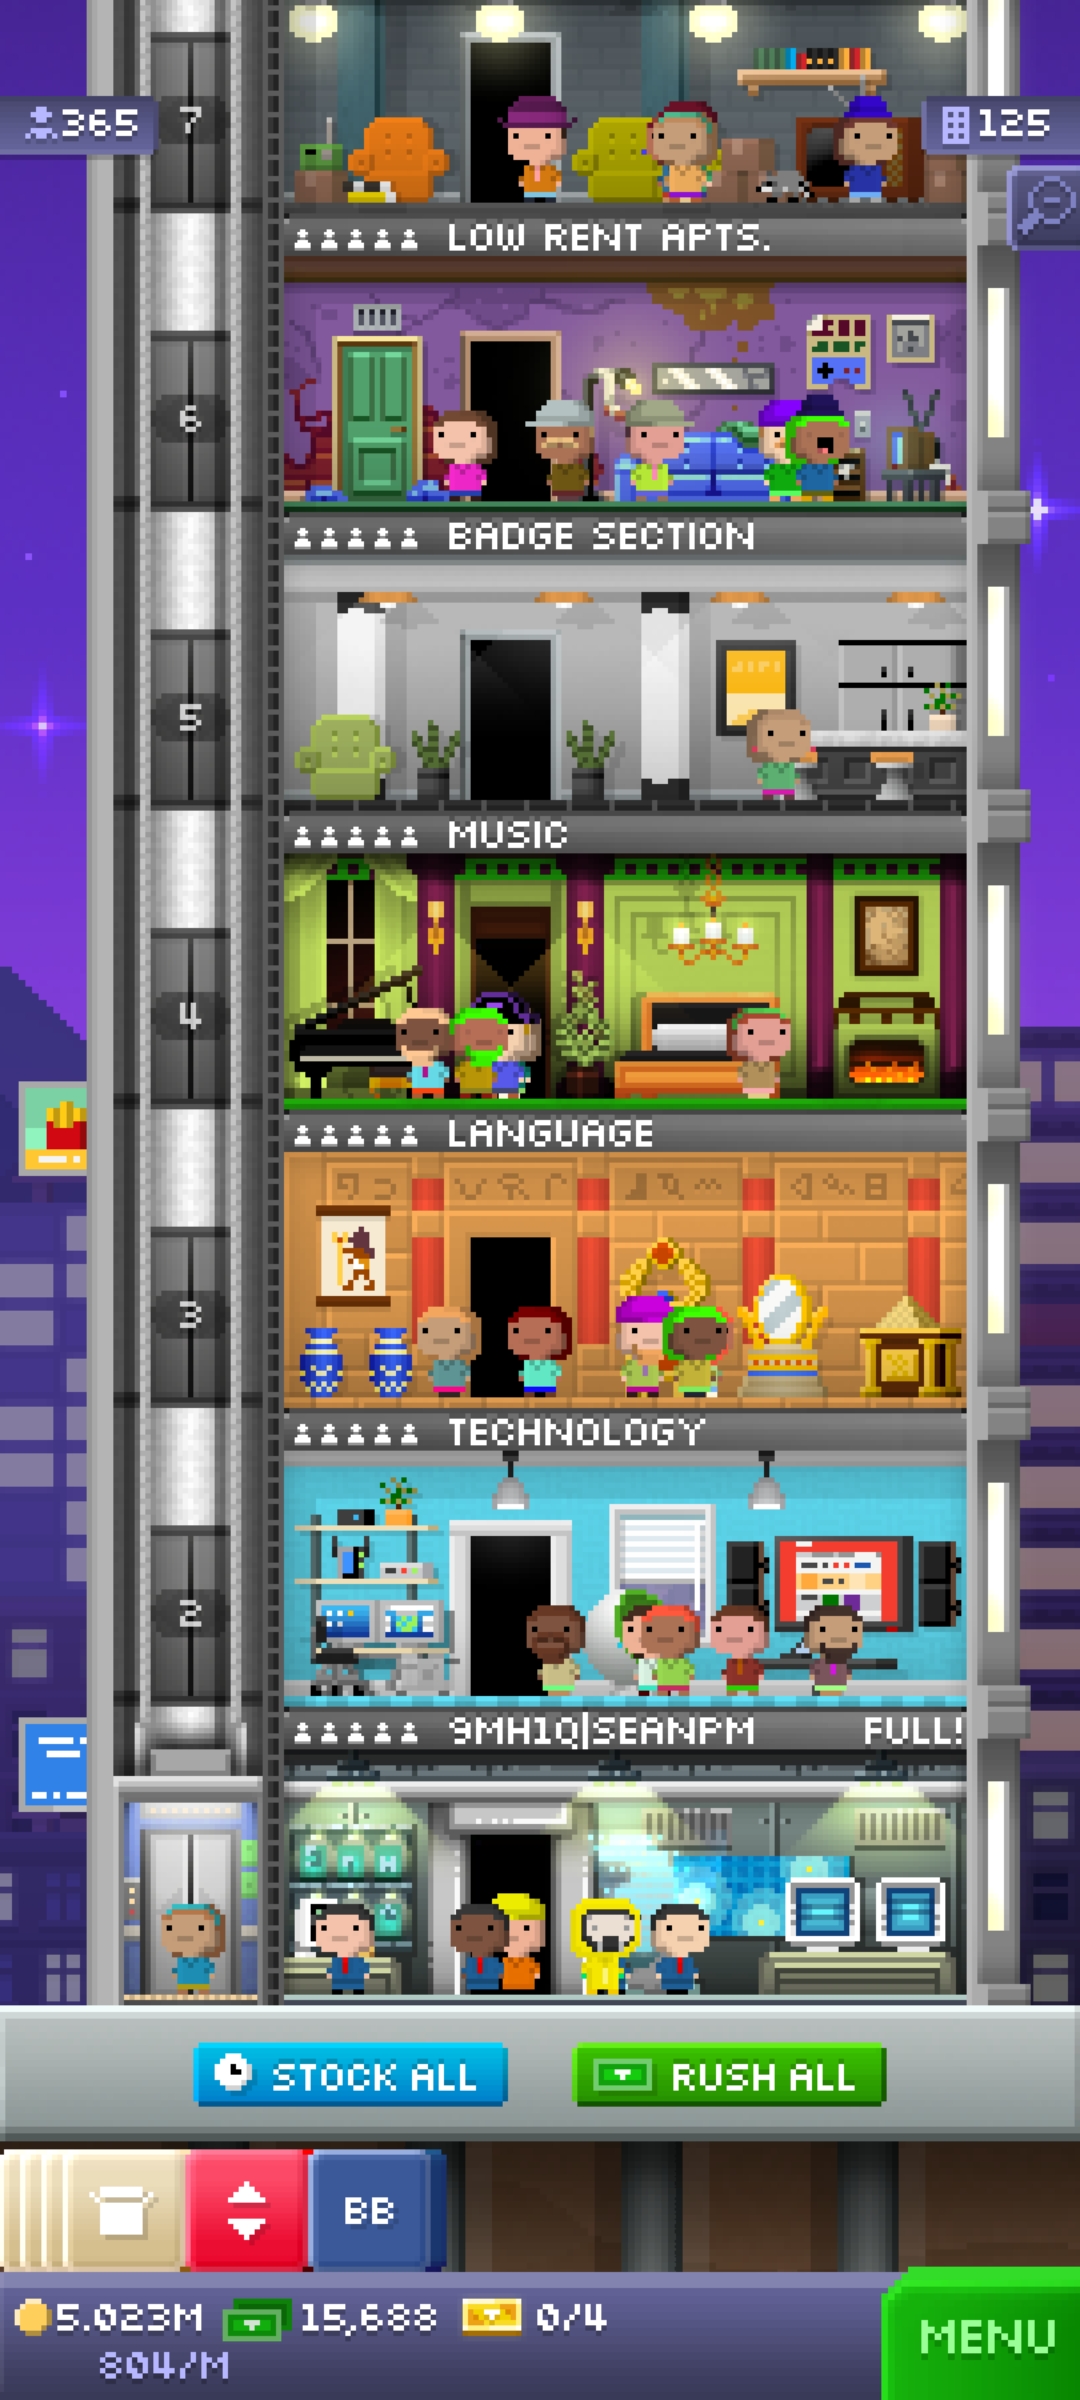 365
7
125
LOW RENT APTS.
6
BADGE SECTION
5
MUSIC
4
LANGUAGE
3
TECHNOLOGY
2
9MH1Q|SEANPM FULL!
STOCK ALL
RUSH ALL
BB
5.023M 15,688 0/4
804/M
MENU